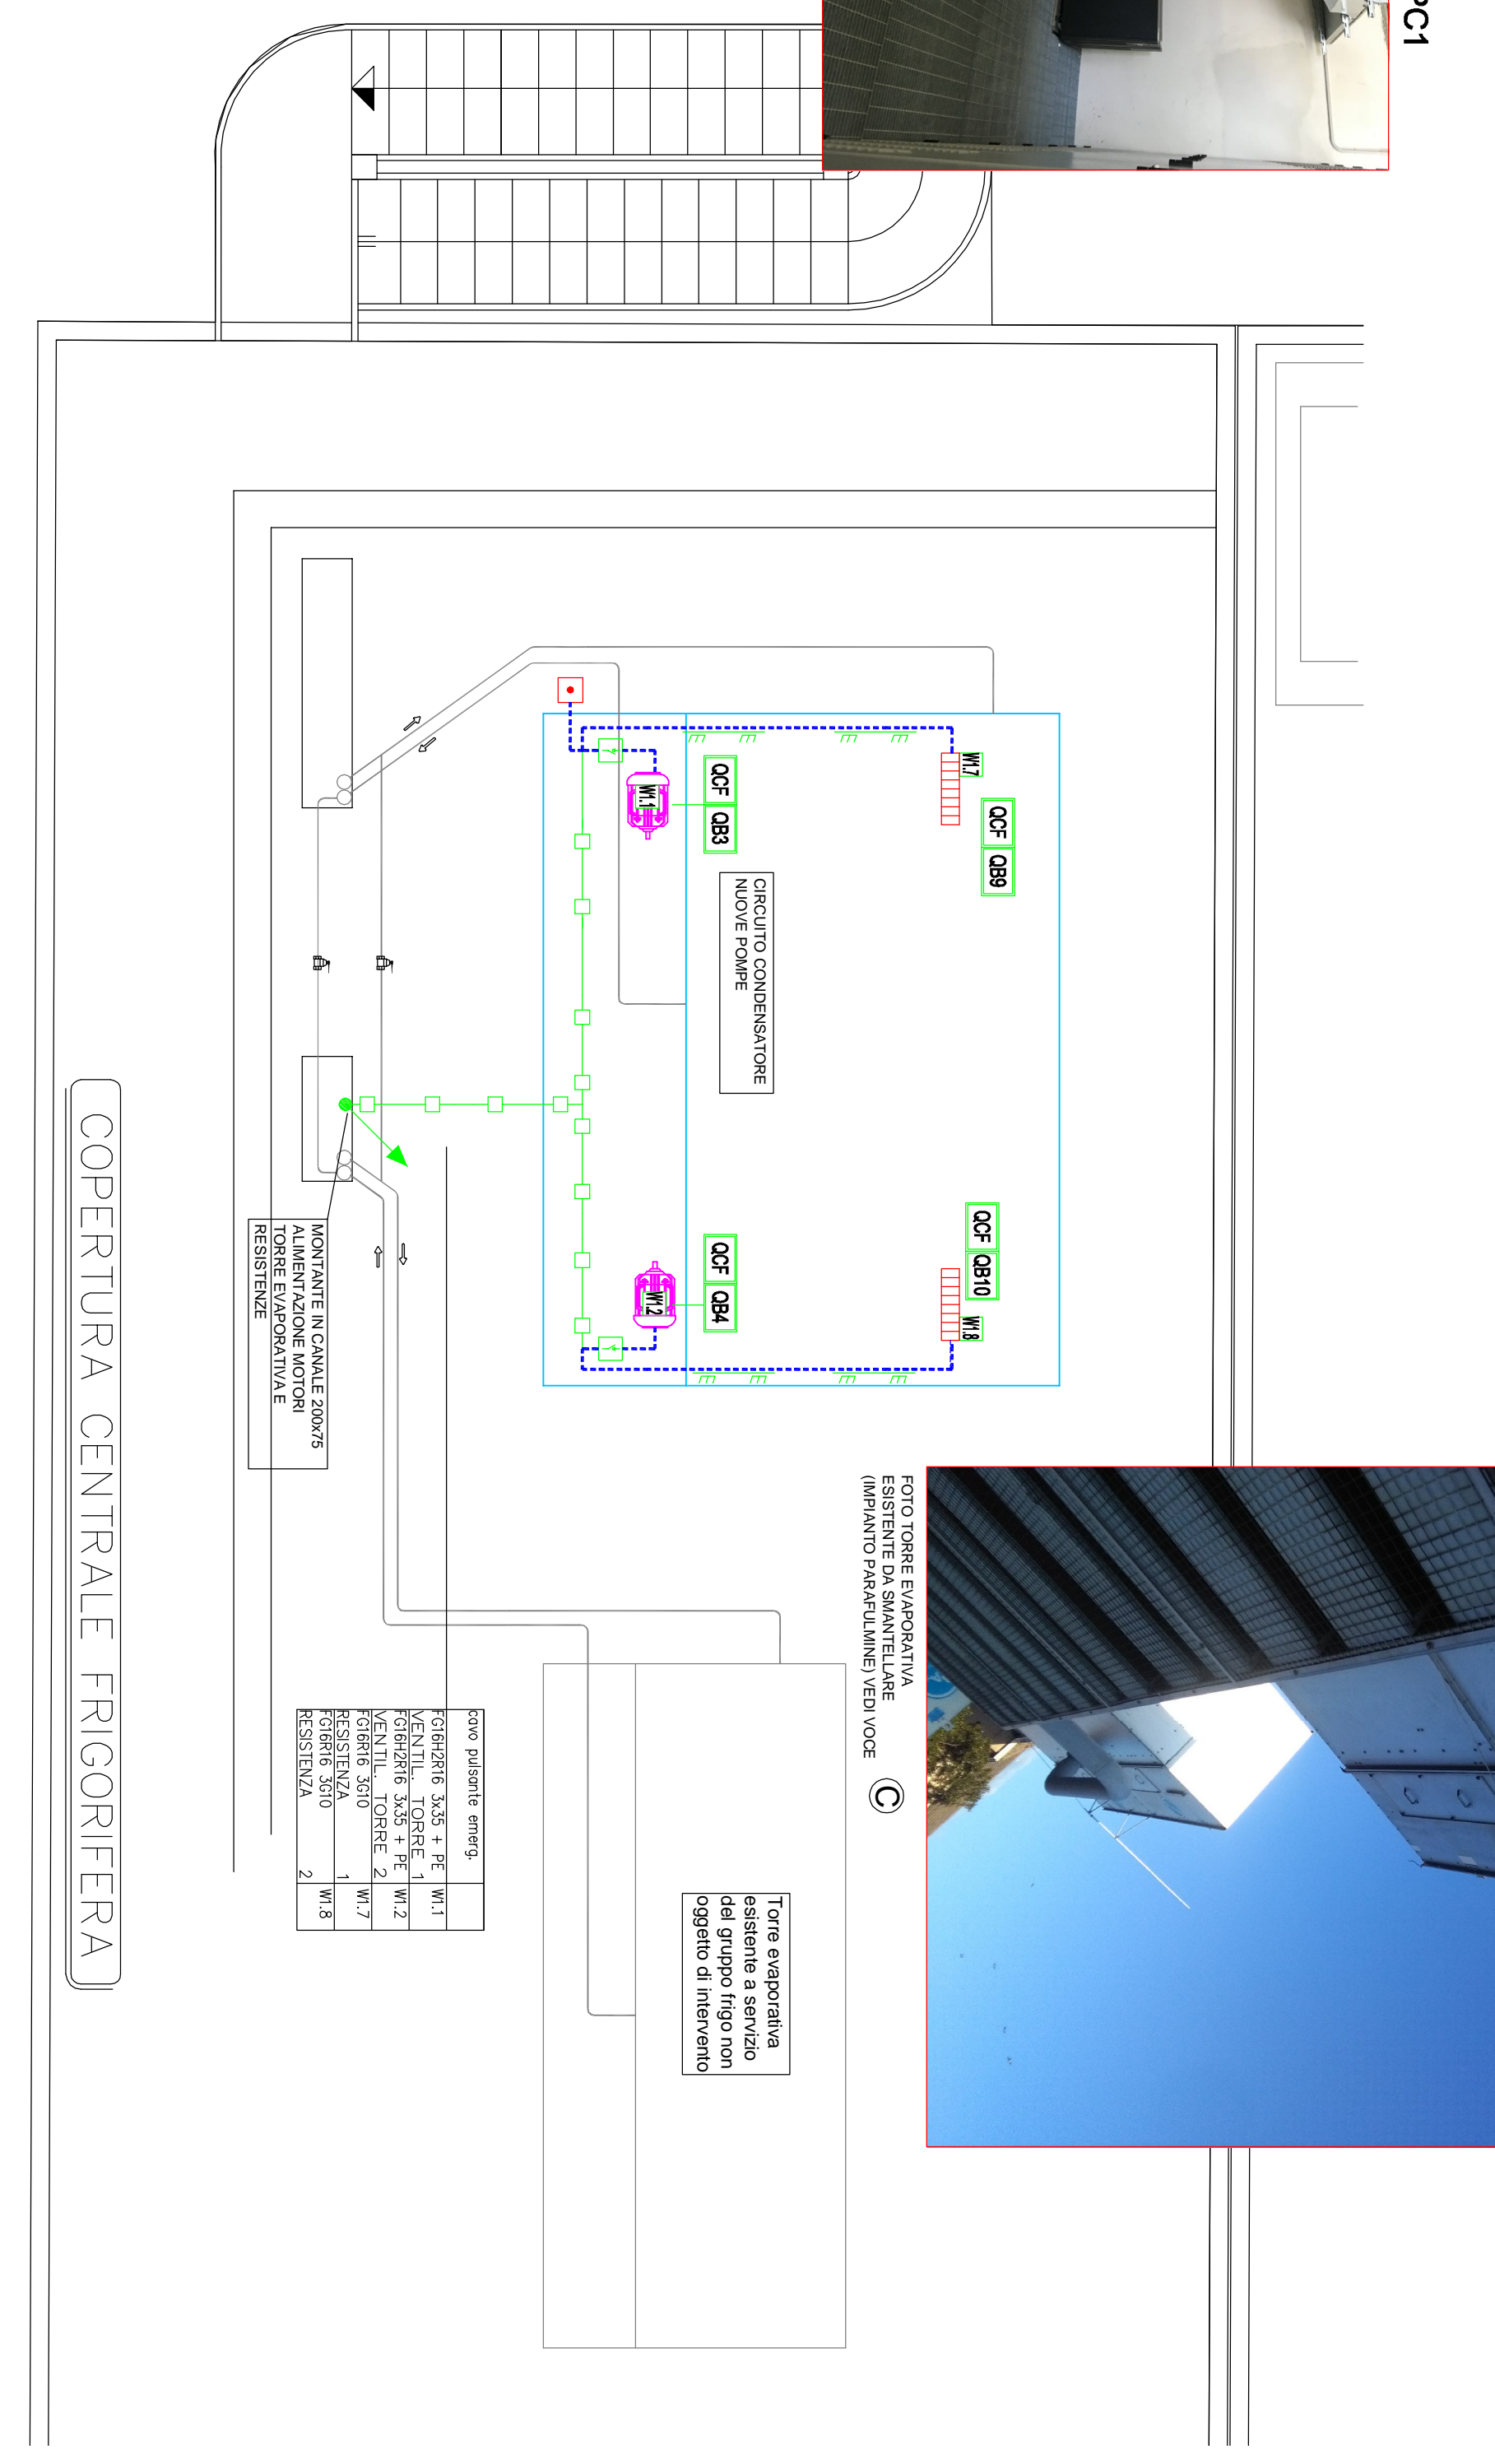 PC1
W1.7
QCF QB9
QCF QB3
W1.1
CIRCUITO CONDENSATORE
NUOVE POMPE
QCF QB10
W1.8
QCF QB4
W1.2
MONTANTE IN CANALE 200x75
ALIMENTAZIONE MOTORI
TORRE EVAPORATIVA E
RESISTENZE
COPERTURA CENTRALE FRIGORIFERA
FOTO TORRE EVAPORATIVA
ESISTENTE DA SMANTELLARE
(IMPIANTO PARAFULMINE) VEDI VOCE
C
cavo pulsante emerg.
FG16H2R16 3x35 + PE W1.1
VENTIL. TORRE 1
FG16H2R16 3x35 + PE W1.2
VENTIL. TORRE 2
FG16R16 3G10 W1.7
RESISTENZA 1
FG16R16 3G10 W1.8
RESISTENZA 2
Torre evaporativa
esistente a servizio
del gruppo frigo non
oggetto di intervento